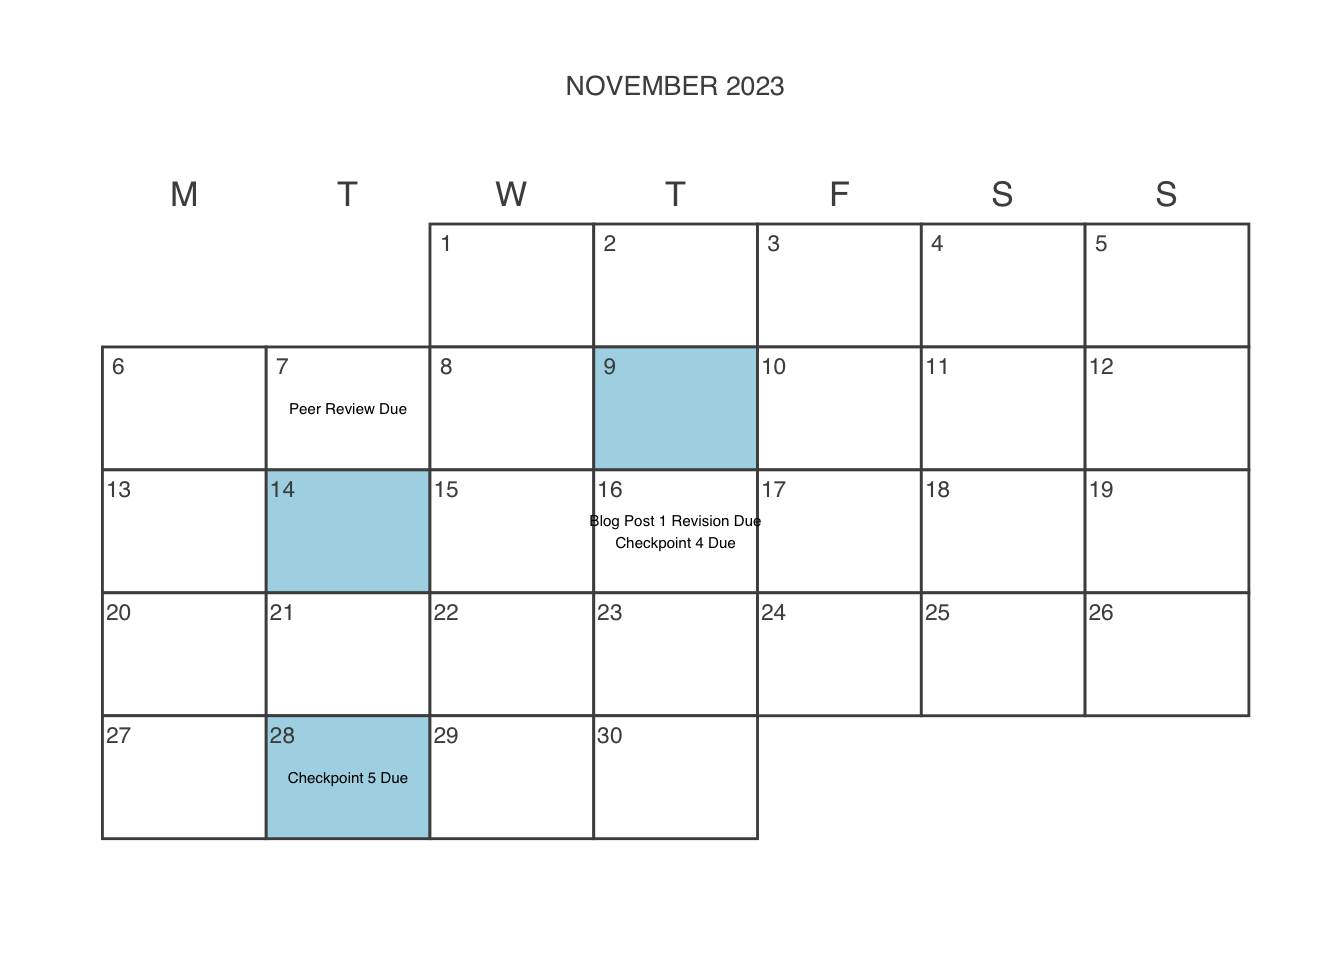 NOVEMBER 2023
M T W T F S S
1 2 3 4 5
6 7 8 9 10 11 12
Peer Review Due
13 14 15 16 17 18 19
Blog Post 1 Revision Due
Checkpoint 4 Due
20 21 22 23 24 25 26
27 28 29 30
Checkpoint 5 Due